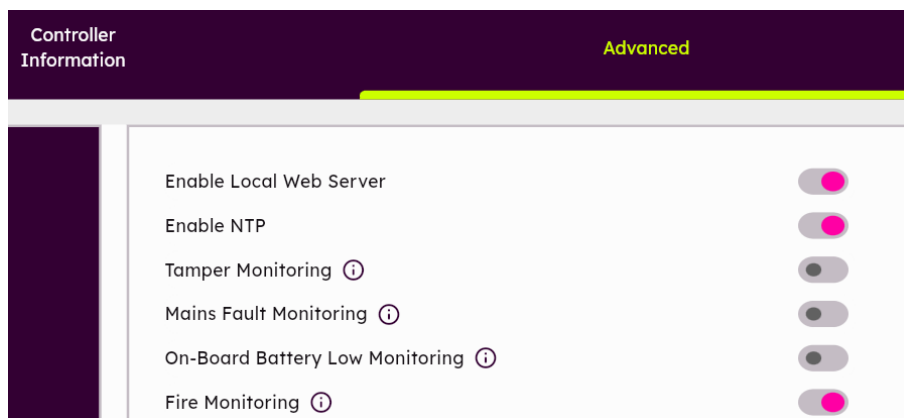 Controller
Information
Advanced
Enable Local Web Server
Enable NTP
Tamper Monitoring
Mains Fault Monitoring
On-Board Battery Low Monitoring
Fire Monitoring